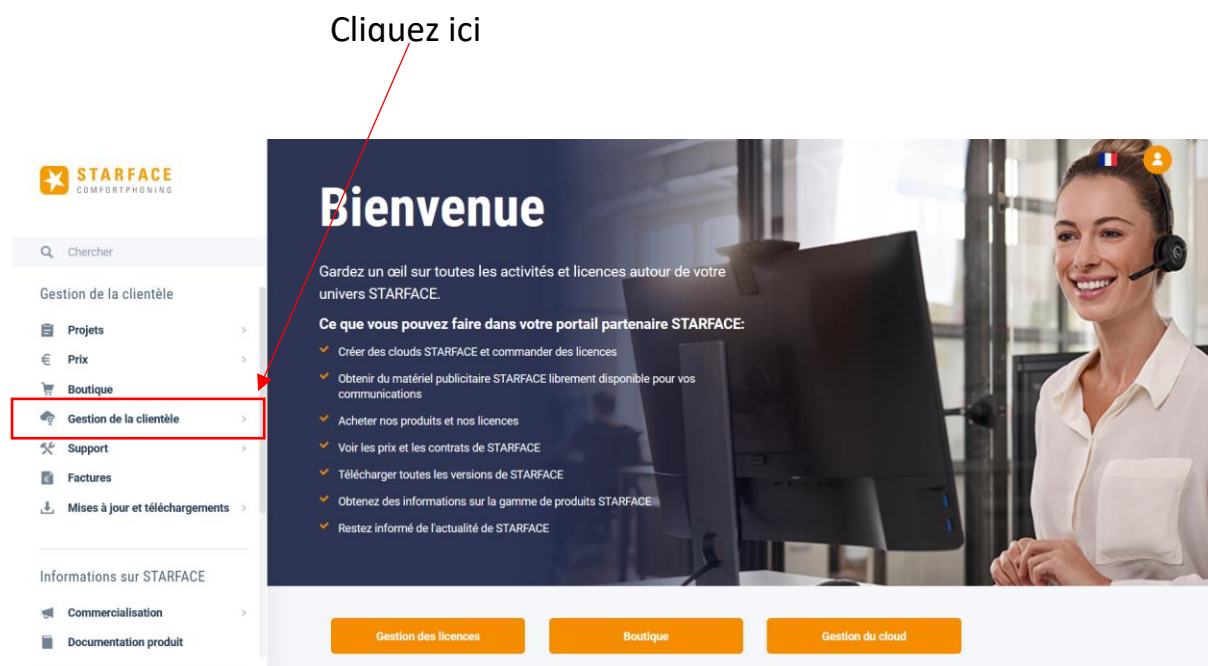 Cliquez ici
STARFACE
COMFORTPHONING
Chercher
Gestion de la clientèle
Projets
€ Prix
Boutique
Gestion de la clientèle
Support
Factures
Mises à jour et téléchargements
Informations sur STARFACE
Commercialisation
Documentation produit
Bienvenue
Gardez un œil sur toutes les activités et licences autour de votre
univers STARFACE.
Ce que vous pouvez faire dans votre portail partenaire STARFACE:
Créer des clouds STARFACE et commander des licences
Obtenir du matériel publicitaire STARFACE librement disponible pour vos
communications
Acheter nos produits et nos licences
Voir les prix et les contrats de STARFACE
Télécharger toutes les versions de STARFACE
Obtenez des informations sur la gamme de produits STARFACE
Restez informé de l'actualité de STARFACE
Gestion des licences
Boutique
Gestion du cloud